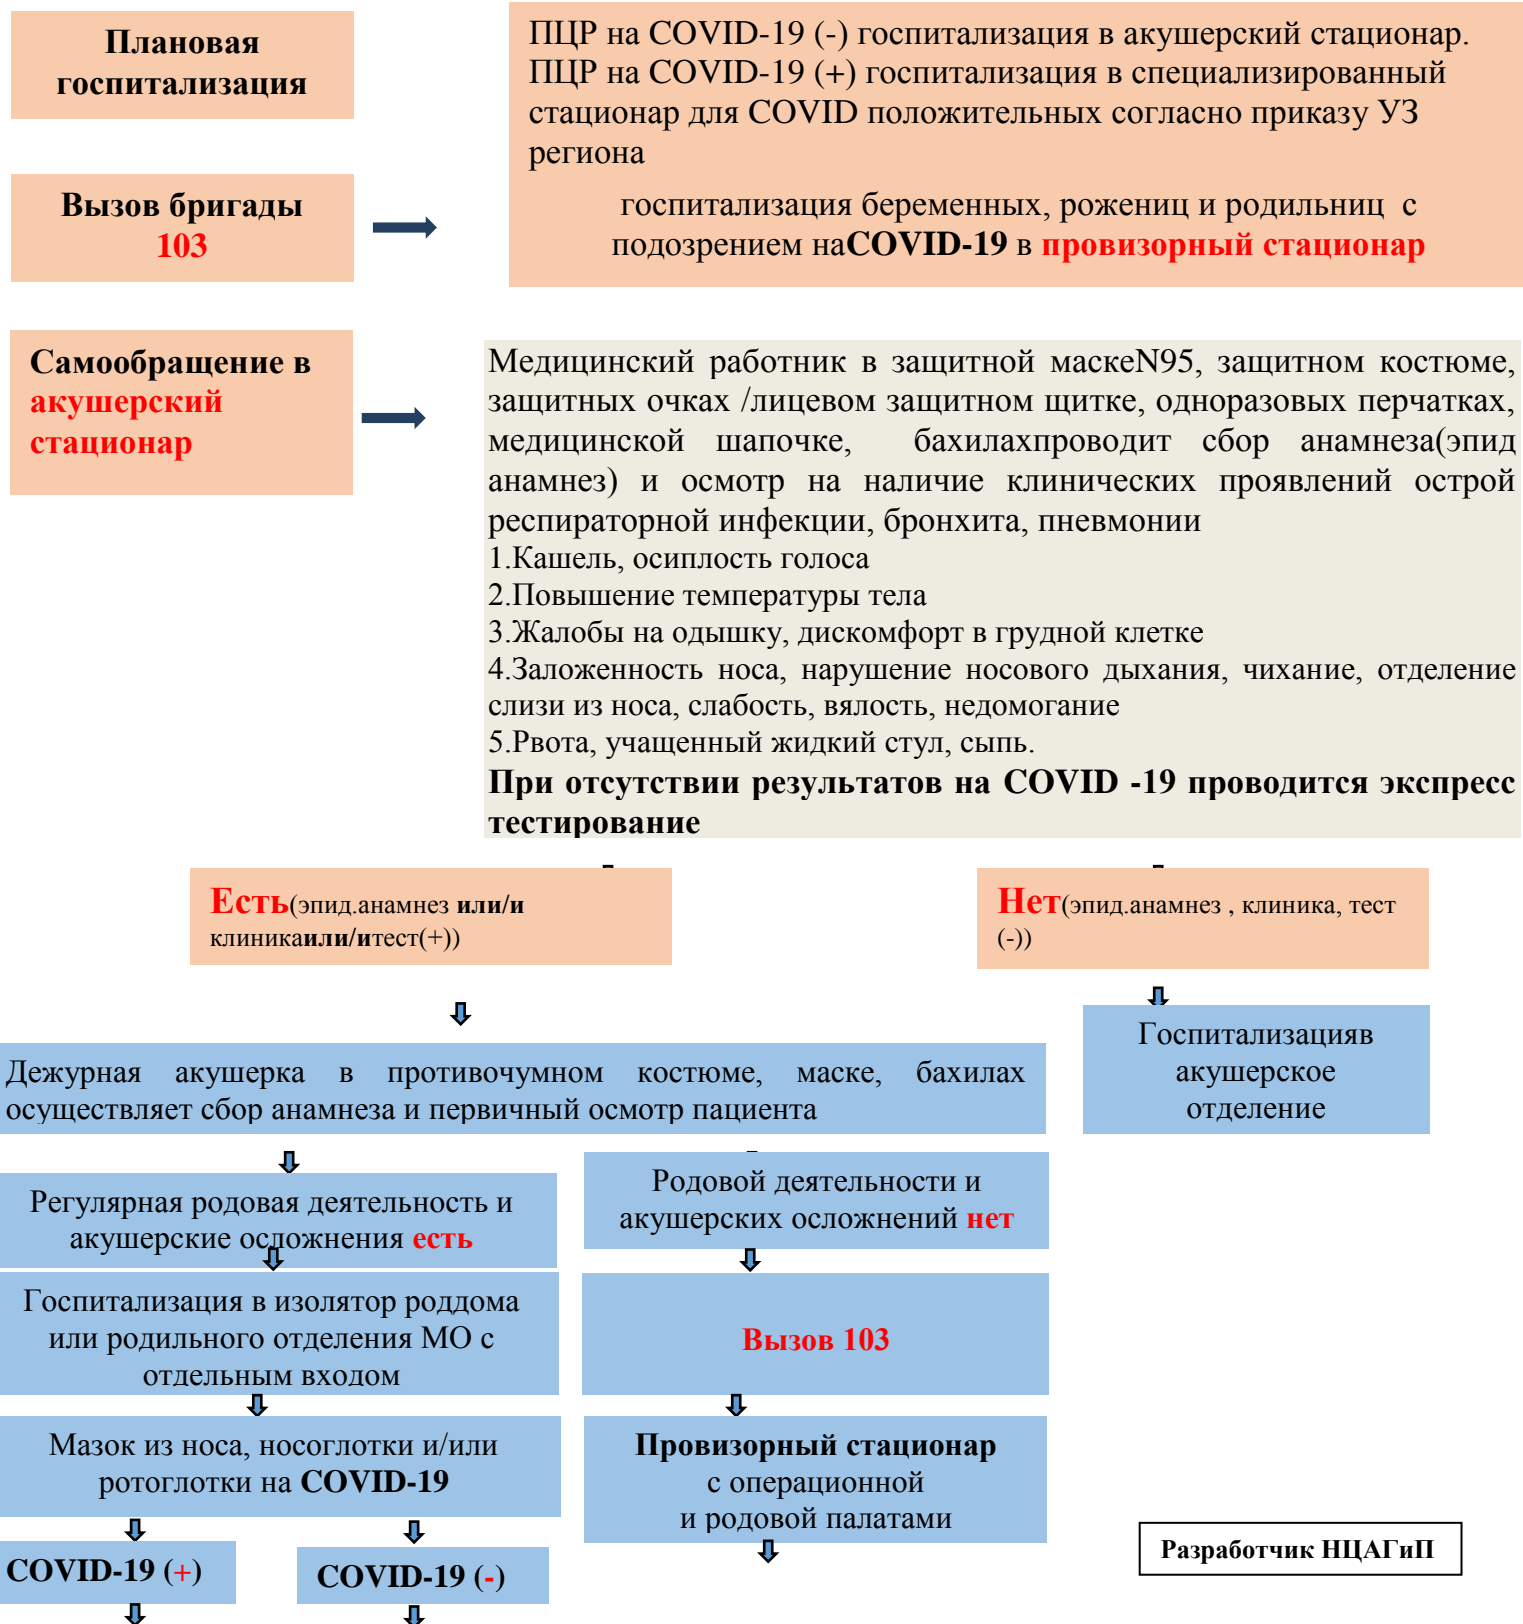 Плановая
госпитализация
ПЦР на COVID-19 (-) госпитализация в акушерский стационар.
ПЦР на COVID-19 (+) госпитализация в специализированный
стационар для COVID положительных согласно приказу УЗ
региона
Вызов бригады
103
госпитализация беременных, рожениц и родильниц с
подозрением наCOVID-19 в провизорный стационар
Самообращение в
акушерский
стационар
Медицинский работник в защитной маскеN95, защитном костюме,
защитных очках /лицевом защитном щитке, одноразовых перчатках,
медицинской шапочке, бахилахпроводит сбор анамнеза(эпид
анамнез) и осмотр на наличие клинических проявлений острой
респираторной инфекции, бронхита, пневмонии
1.Кашель, осиплость голоса
2.Повышение температуры тела
3.Жалобы на одышку, дискомфорт в грудной клетке
4.Заложенность носа, нарушение носового дыхания, чихание, отделение
слизи из носа, слабость, вялость, недомогание
5.Рвота, учащенный жидкий стул, сыпь.
При отсутствии результатов на COVID -19 проводится экспресс
тестирование
Есть(эпид.анамнез или/и
клиникаили/итест(+))
Нет(эпид.анамнез , клиника, тест
(-))
Дежурная акушерка в противочумном костюме, маске, бахилах
осуществляет сбор анамнеза и первичный осмотр пациента
Госпитализацияв
акушерское
отделение
Регулярная родовая деятельность и
акушерские осложнения есть
Родовой деятельности и
акушерских осложнений нет
Госпитализация в изолятор роддома
или родильного отделения МО с
отдельным входом
Вызов 103
Мазок из носа, носоглотки и/или
ротоглотки на COVID-19
Провизорный стационар
с операционной
и родовой палатами
COVID-19 (+)
COVID-19 (-)
Разработчик НЦАГиП